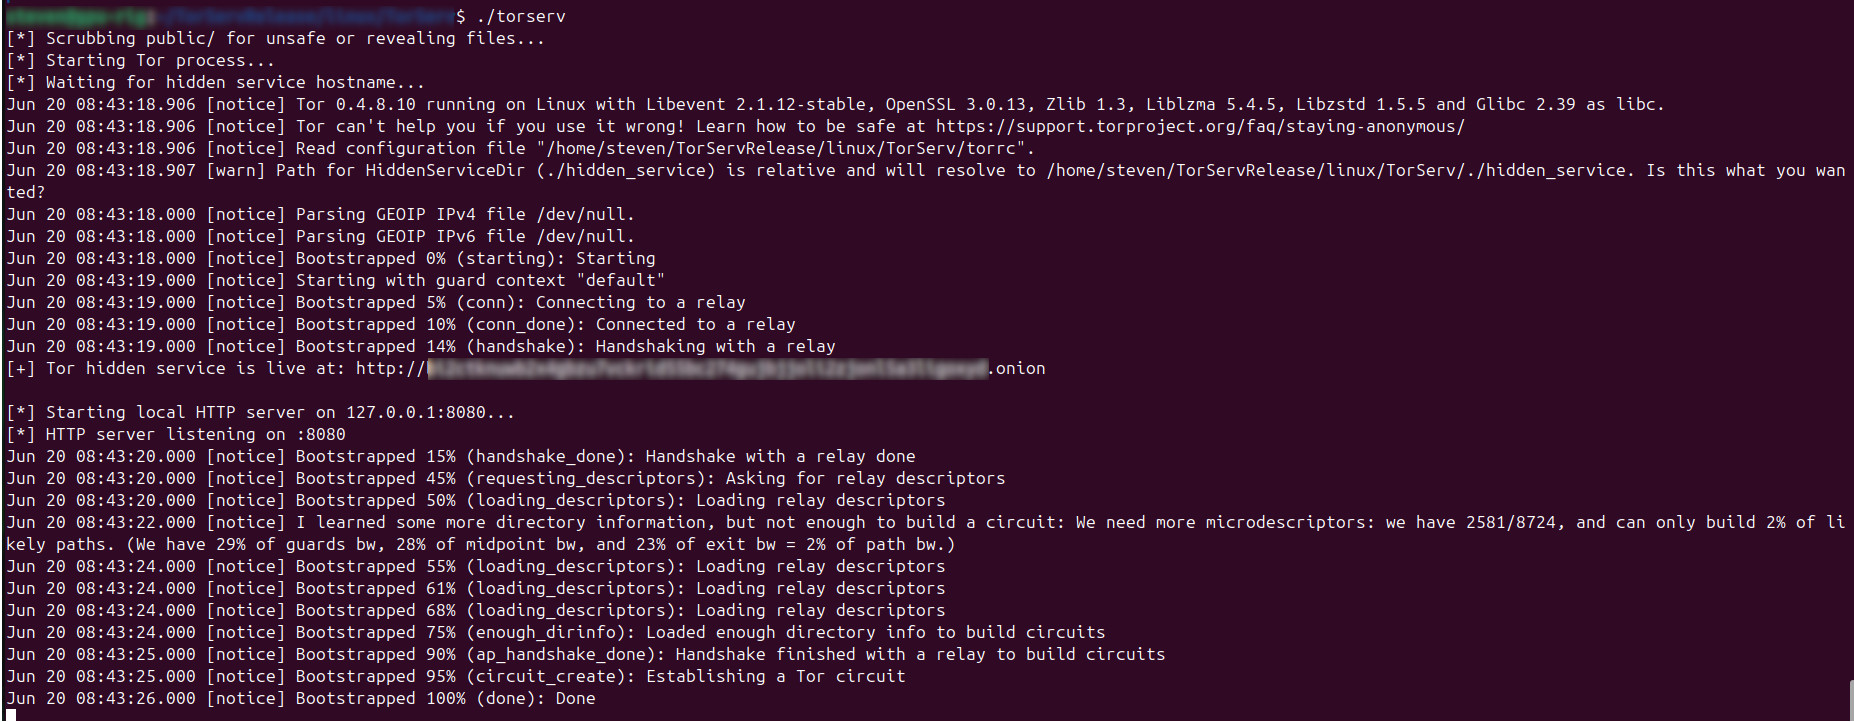 $ ./torserv
[*] Scrubbing public/ for unsafe or revealing files...
[*] Starting Tor process...
[*] Waiting for hidden service hostname...
Jun 20 08:43:18.906 [notice] Tor 0.4.8.10 running on Linux with Libevent 2.1.12-stable, OpenSSL 3.0.13, Zlib 1.3, Liblzma 5.4.5, Libzstd 1.5.5 and Glibc 2.39 as libc.
Jun 20 08:43:18.906 [notice] Tor can't help you if you use it wrong! Learn how to be safe at https://support.torproject.org/faq/staying-anonymous/
Jun 20 08:43:18.906 [notice] Read configuration file "/home/steven/TorServRelease/linux/TorServ/torrc".
Jun 20 08:43:18.907 [warn] Path for HiddenServiceDir (./hidden_service) is relative and will resolve to /home/steven/TorServRelease/linux/TorServ/./hidden_service. Is this what you wan
ted?
Jun 20 08:43:18.000 [notice] Parsing GEOIP IPv4 file /dev/null.
Jun 20 08:43:18.000 [notice] Parsing GEOIP IPv6 file /dev/null.
Jun 20 08:43:18.000 [notice] Bootstrapped 0% (starting): Starting
Jun 20 08:43:19.000 [notice] Starting with guard context "default"
Jun 20 08:43:19.000 [notice] Bootstrapped 5% (conn): Connecting to a relay
Jun 20 08:43:19.000 [notice] Bootstrapped 10% (conn_done): Connected to a relay
Jun 20 08:43:19.000 [notice] Bootstrapped 14% (handshake): Handshaking with a relay
[+] Tor hidden service is live at: http:// .onion
[*] Starting local HTTP server on 127.0.0.1:8080...
[*] HTTP server listening on :8080
Jun 20 08:43:20.000 [notice] Bootstrapped 15% (handshake_done): Handshake with a relay done
Jun 20 08:43:20.000 [notice] Bootstrapped 45% (requesting_descriptors): Asking for relay descriptors
Jun 20 08:43:20.000 [notice] Bootstrapped 50% (loading_descriptors): Loading relay descriptors
Jun 20 08:43:22.000 [notice] I learned some more directory information, but not enough to build a circuit: We need more microdescriptors: we have 2581/8724, and can only build 2% of li
kely paths. (We have 29% of guards bw, 28% of midpoint bw, and 23% of exit bw = 2% of path bw.)
Jun 20 08:43:24.000 [notice] Bootstrapped 55% (loading_descriptors): Loading relay descriptors
Jun 20 08:43:24.000 [notice] Bootstrapped 61% (loading_descriptors): Loading relay descriptors
Jun 20 08:43:24.000 [notice] Bootstrapped 68% (loading_descriptors): Loading relay descriptors
Jun 20 08:43:24.000 [notice] Bootstrapped 75% (enough_dirinfo): Loaded enough directory info to build circuits
Jun 20 08:43:25.000 [notice] Bootstrapped 90% (ap_handshake_done): Handshake finished with a relay to build circuits
Jun 20 08:43:25.000 [notice] Bootstrapped 95% (circuit_create): Establishing a Tor circuit
Jun 20 08:43:26.000 [notice] Bootstrapped 100% (done): Done